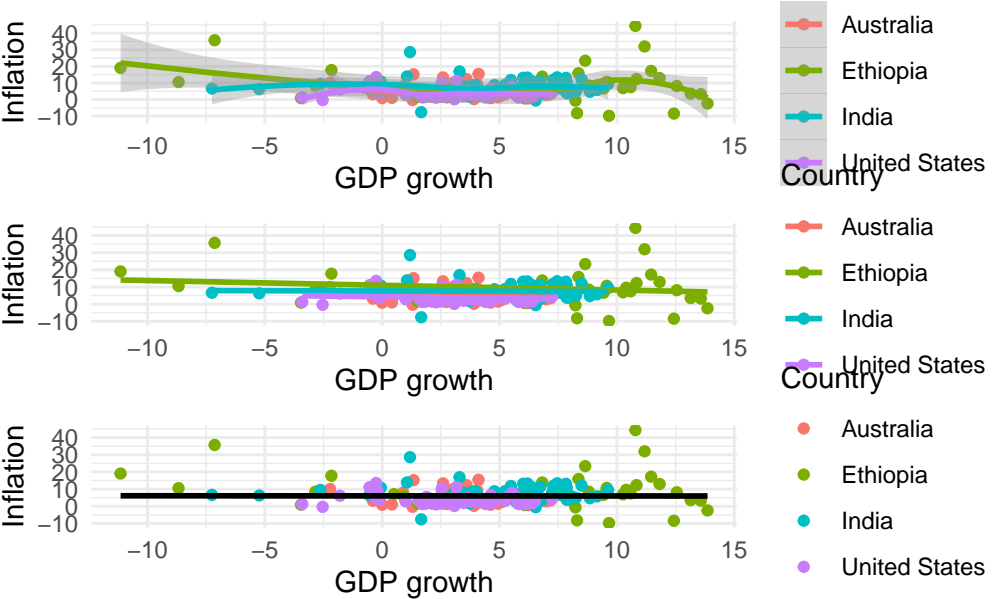 Inflation
40
30
20
10
0
−10
−10 −5 0 5 10 15
GDP growth
Australia
Ethiopia
India
United States
Country
Inflation
40
30
20
10
0
−10
−10 −5 0 5 10 15
GDP growth
Australia
Ethiopia
India
United States
Country
Inflation
40
30
20
10
0
−10
−10 −5 0 5 10 15
GDP growth
Australia
Ethiopia
India
United States